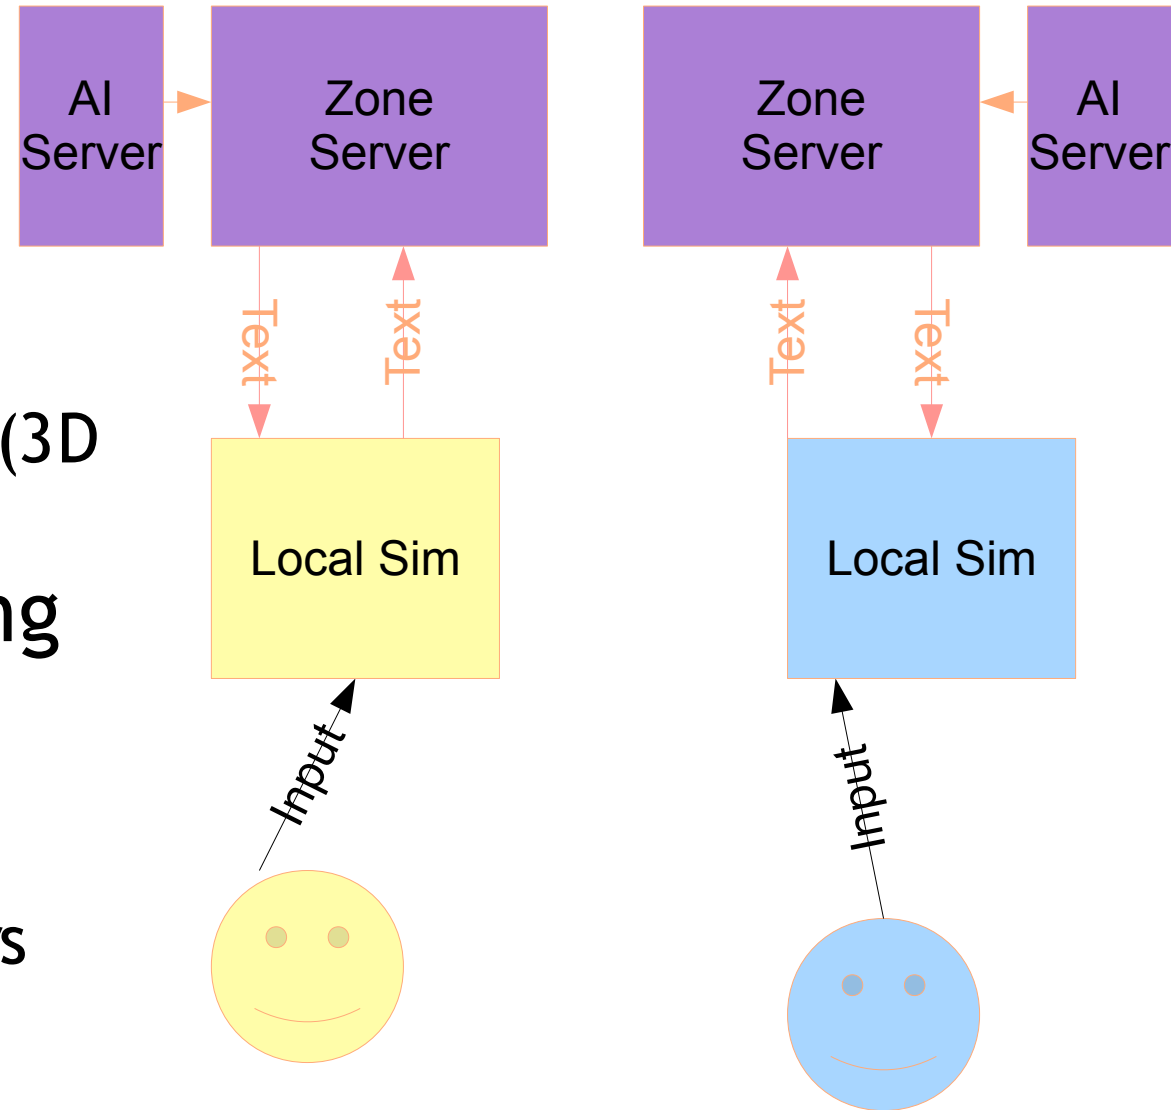 AI
Server
Zone
Server
Zone
Server
AI
Server
Text
Text
Text
Text
(3D
Local Sim
Local Sim
ng
Input
Input
rs